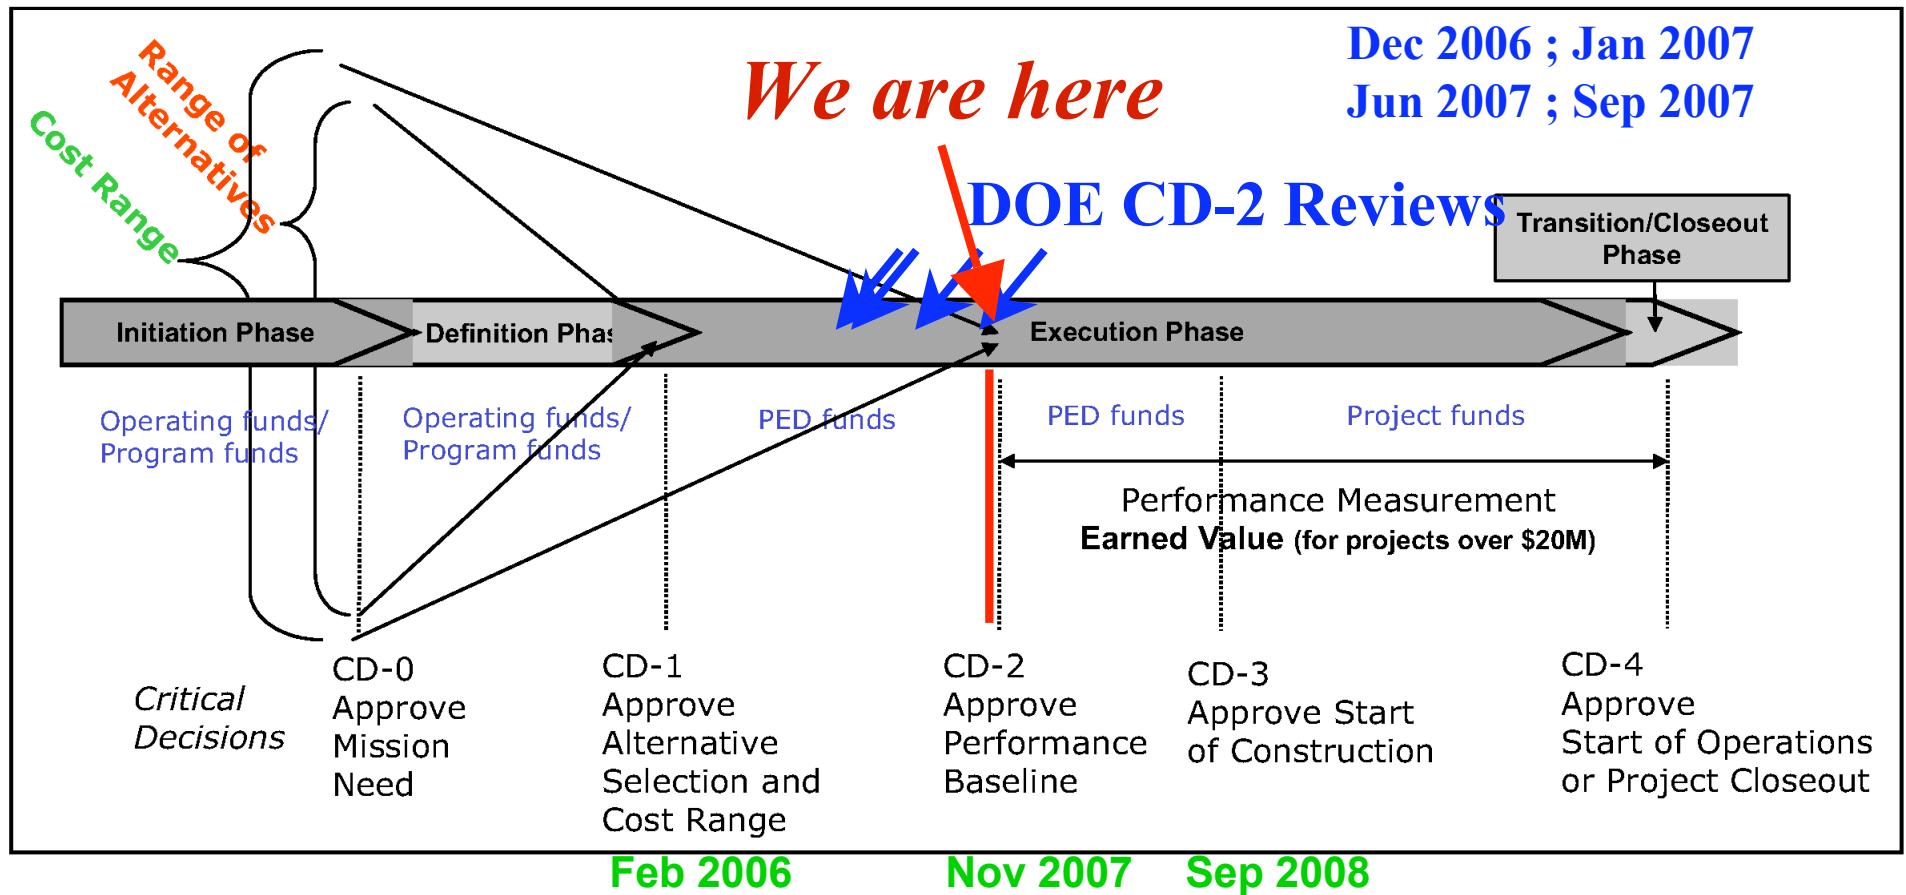 Dec 2006 ; Jan 2007
Jun 2007 ; Sep 2007
We are here
Range of
Alternatives
Cost Range
DOE CD-2 Reviews
Transition/Closeout
Phase
Initiation Phase
Definition Phas
Execution Phase
Operating funds/
Program funds
Operating funds/
Program funds
PED funds
PED funds
Project funds
Performance Measurement
Earned Value (for projects over $20M)
Critical
Decisions
CD-0
Approve
Mission
Need
CD-1
Approve
Alternative
Selection and
Cost Range
CD-2
Approve
Performance
Baseline
CD-3
Approve Start
of Construction
CD-4
Approve
Start of Operations
or Project Closeout
Feb 2006
Nov 2007
Sep 2008